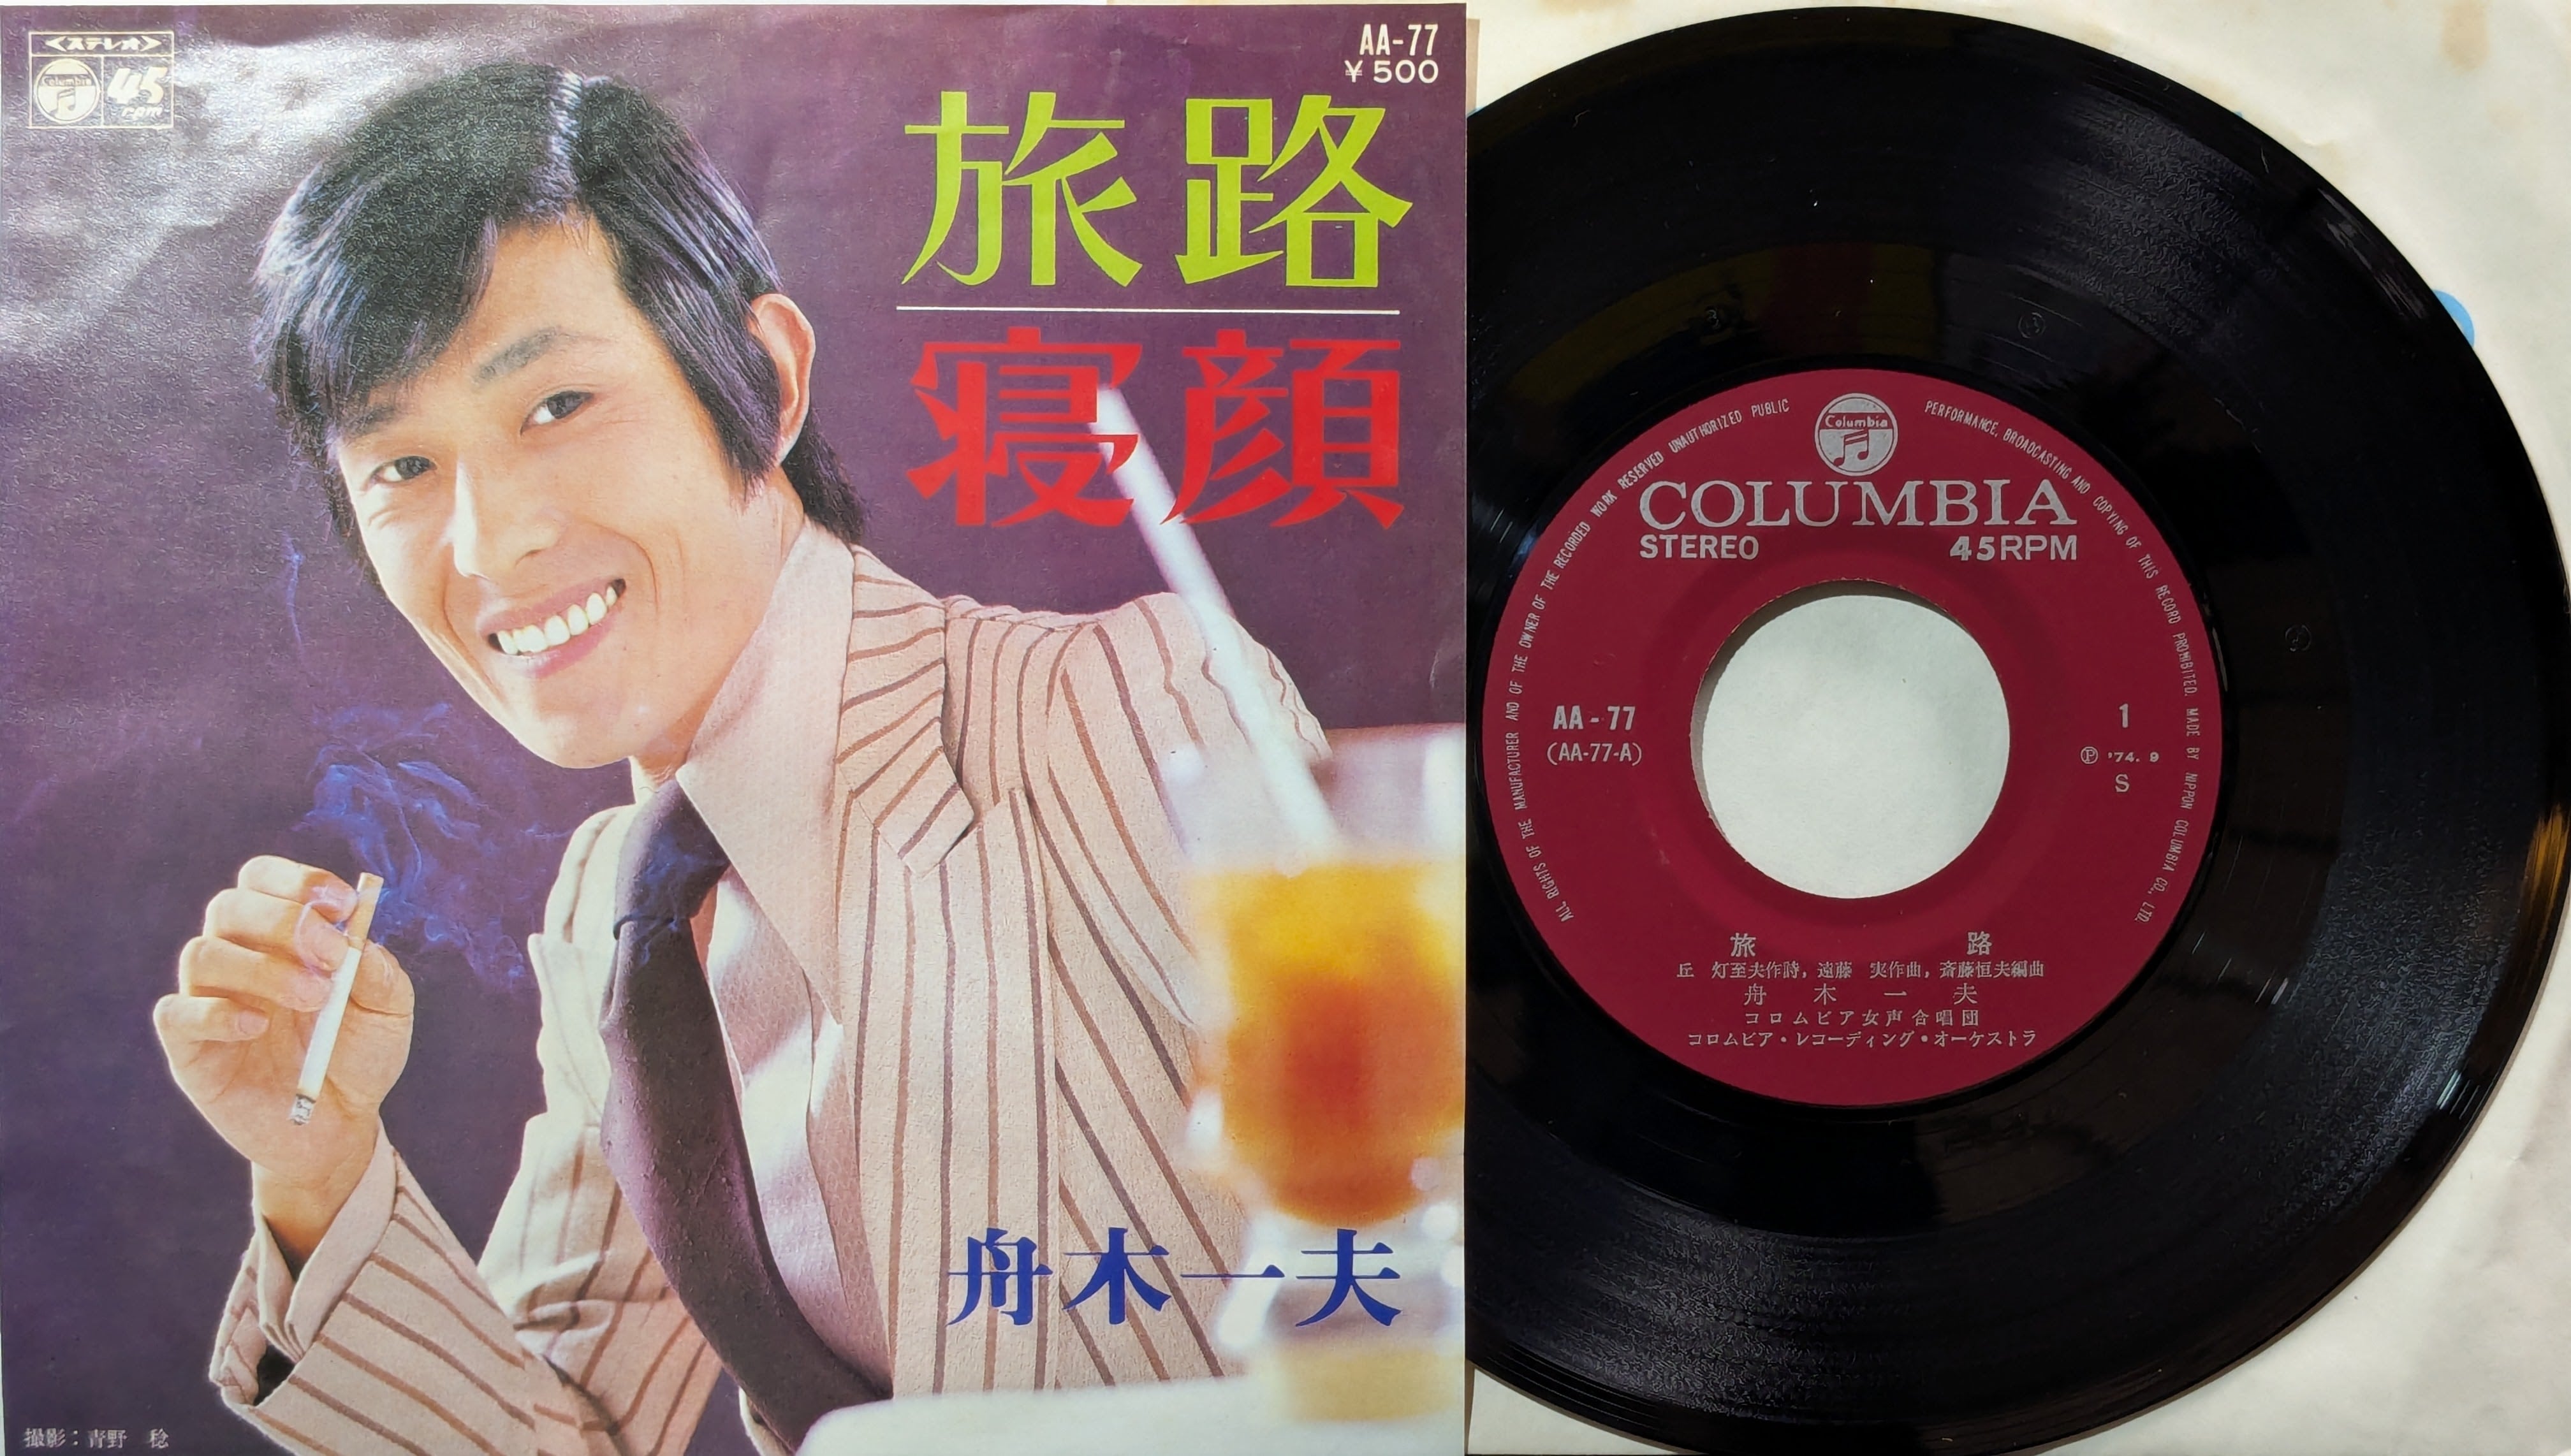 <ステレオ>
Columbia
45
rpm
AA-77
¥500
旅路
寝顔
舟木一夫
撮影：青野 稔
Columbia
COLUMBIA
STEREO 45RPM
ALL RIGHTS OF THE MANUFACTURER AND OF THE OWNER OF THE RECORDED WORK RESERVED UNAUTHORIZED PUBLIC PERFORMANCE, BROADCASTING AND COPYING OF THIS RECORD PROHIBITED. MADE BY NIPPON COLUMBIA CO., LTD.
AA-77
(AA-77-A)
1
Ⓟ '74. 9
S
旅 路
丘 灯至夫作詩, 遠藤 実作曲, 斎藤恒夫編曲
舟 木 一 夫
コロムビア女声合唱団
コロムビア・レコーディング・オーケストラ